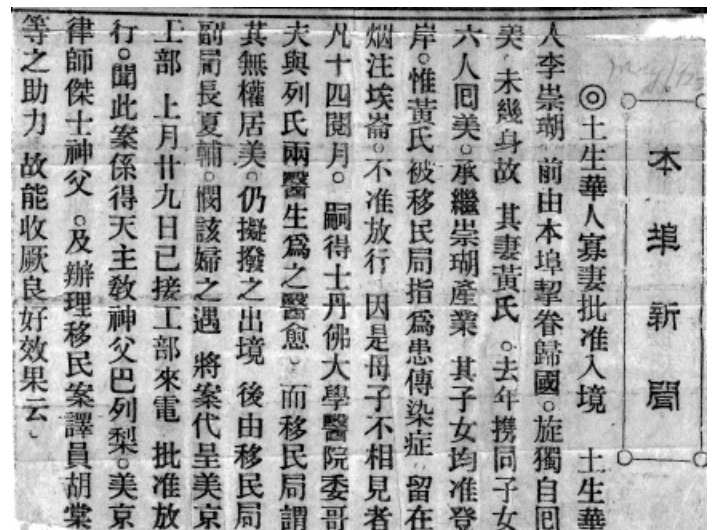 本埠新聞
◎土生華人寡妻批准入境　土生華
人李崇瑚、前由本埠挈眷歸國。旋獨自囘
美、未幾身故、其妻黃氏。去年携同子女
六人囘美。承繼崇瑚產業、其子女均准登
岸。惟黃氏被移民局指爲患傳染症、留在
烟注埃崙。不准放行、因是母子不相見者
凡十四閱月。嗣得士丹佛大學醫院委哥
夫與列氏兩醫生爲之醫愈、而移民局謂
其無權居美。仍擬撥之出境、後由移民局
副局長夏輔。憫該婦之遇、將案代呈美京
工部、上月廿九日已接工部來電、批准放
行。聞此案係得天主敎神父巴列梨。美京
律師傑士神父。及辦理移民案譯員胡棠
等之助力、故能收厥良好效果云、